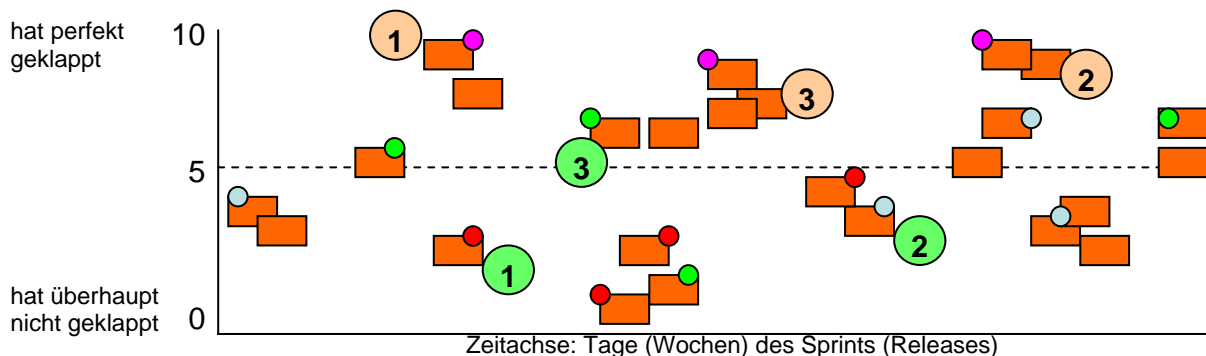 hat perfekt
geklappt
10
1
3
2
5
3
1
2
hat überhaupt
nicht geklappt
0
Zeitachse: Tage (Wochen) des Sprints (Releases)